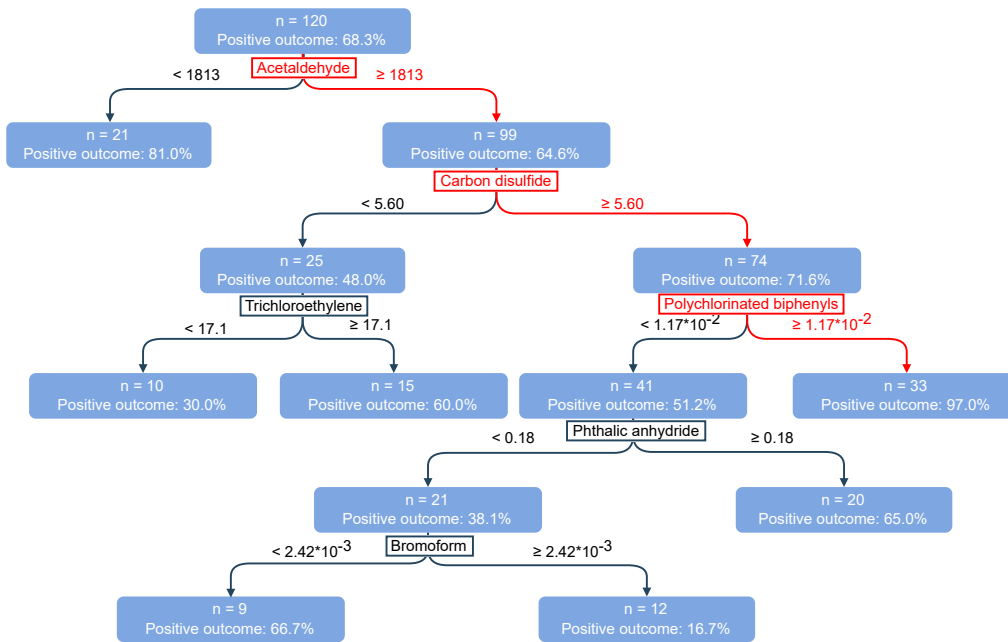 n = 120
Positive outcome: 68.3%
Acetaldehyde
< 1813
≥ 1813
n = 21
Positive outcome: 81.0%
n = 99
Positive outcome: 64.6%
Carbon disulfide
< 5.60
≥ 5.60
n = 25
Positive outcome: 48.0%
n = 74
Positive outcome: 71.6%
Trichloroethylene
Polychlorinated biphenyls
< 17.1
≥ 17.1
< 1.17*10-2
≥ 1.17*10-2
n = 10
Positive outcome: 30.0%
n = 15
Positive outcome: 60.0%
n = 41
Positive outcome: 51.2%
n = 33
Positive outcome: 97.0%
Phthalic anhydride
< 0.18
≥ 0.18
n = 21
Positive outcome: 38.1%
n = 20
Positive outcome: 65.0%
Bromoform
< 2.42*10-3
≥ 2.42*10-3
n = 9
Positive outcome: 66.7%
n = 12
Positive outcome: 16.7%